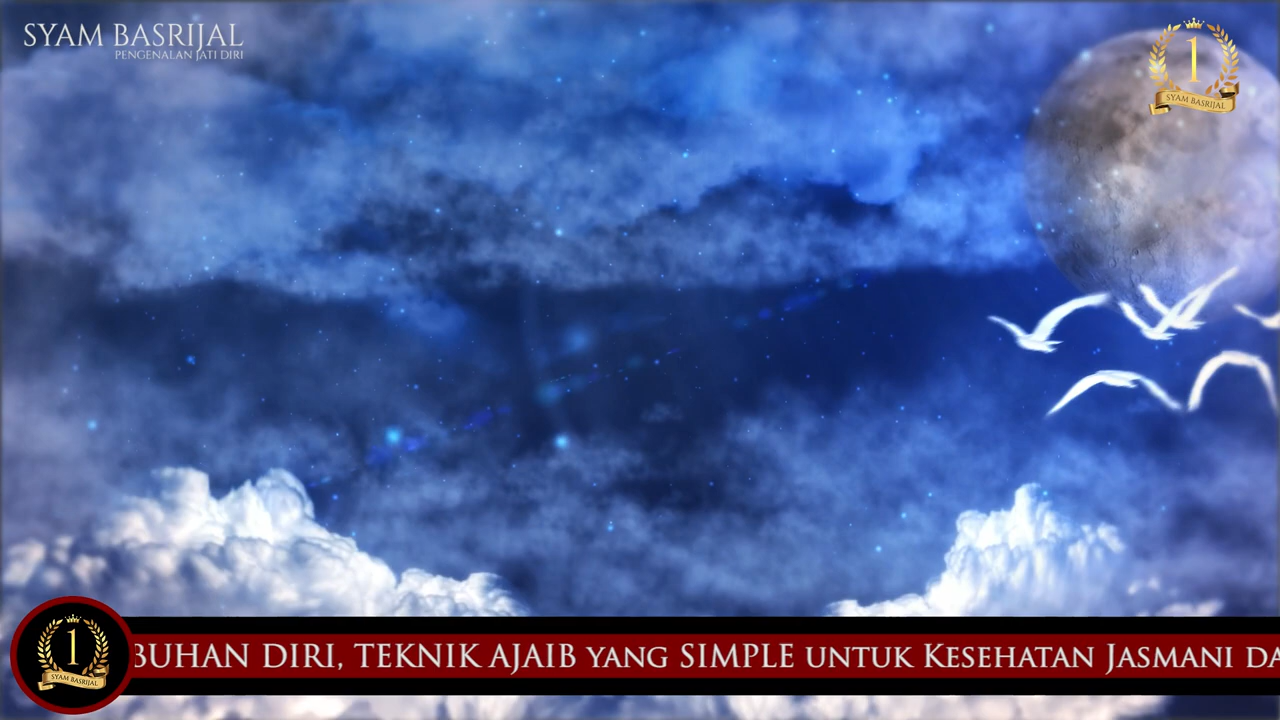 SYAM BASRIJAL
PENGENALAN JATI DIRI
1
SYAM BASRIJAL
1
SYAM BASRIJAL
BUHAN DIRI, TEKNIK AJAIB YANG SIMPLE UNTUK KESEHATAN JASMANI DA